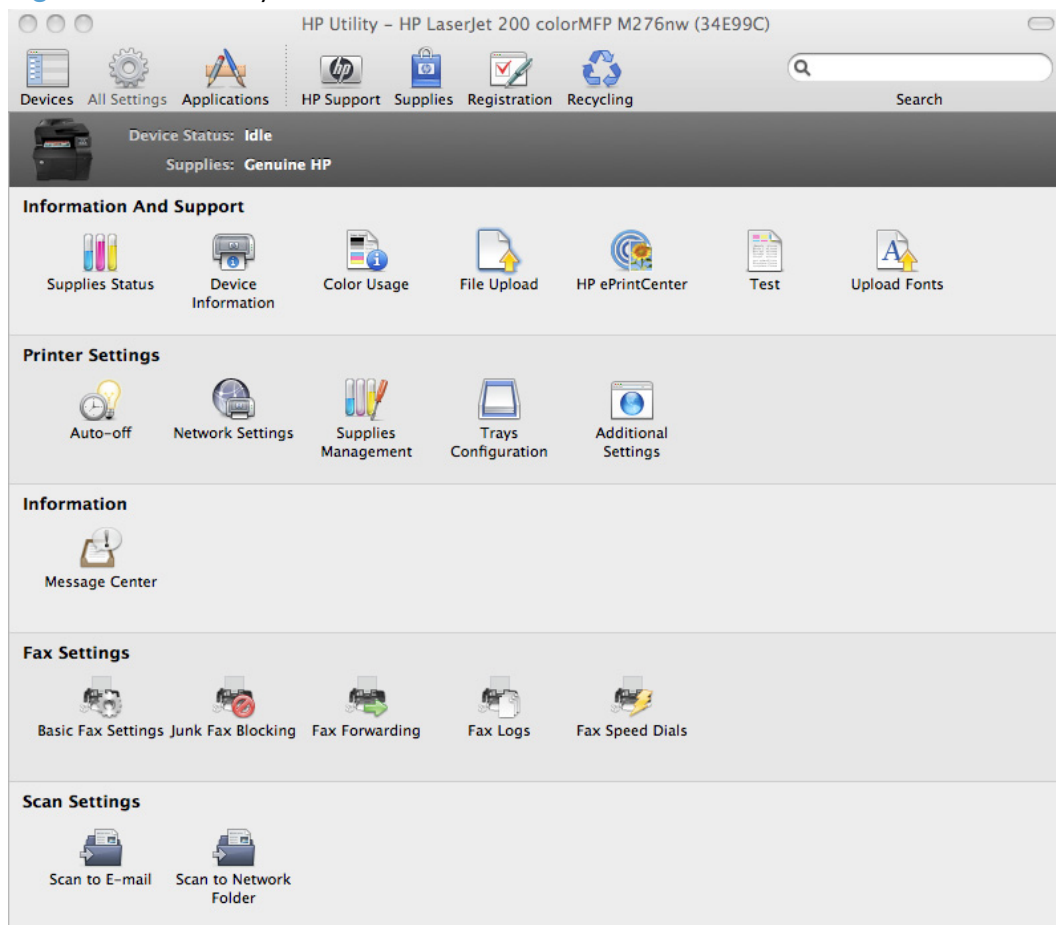 HP Utility – HP LaserJet 200 colorMFP M276nw (34E99C)
Devices All Settings Applications HP Support Supplies Registration Recycling Search
Device Status: Idle
Supplies: Genuine HP
Information And Support
Supplies Status
Device
Information
Color Usage
File Upload
HP ePrintCenter
Test
Upload Fonts
Printer Settings
Auto-off
Network Settings
Supplies
Management
Trays
Configuration
Additional
Settings
Information
Message Center
Fax Settings
Basic Fax Settings
Junk Fax Blocking
Fax Forwarding
Fax Logs
Fax Speed Dials
Scan Settings
Scan to E-mail
Scan to Network
Folder